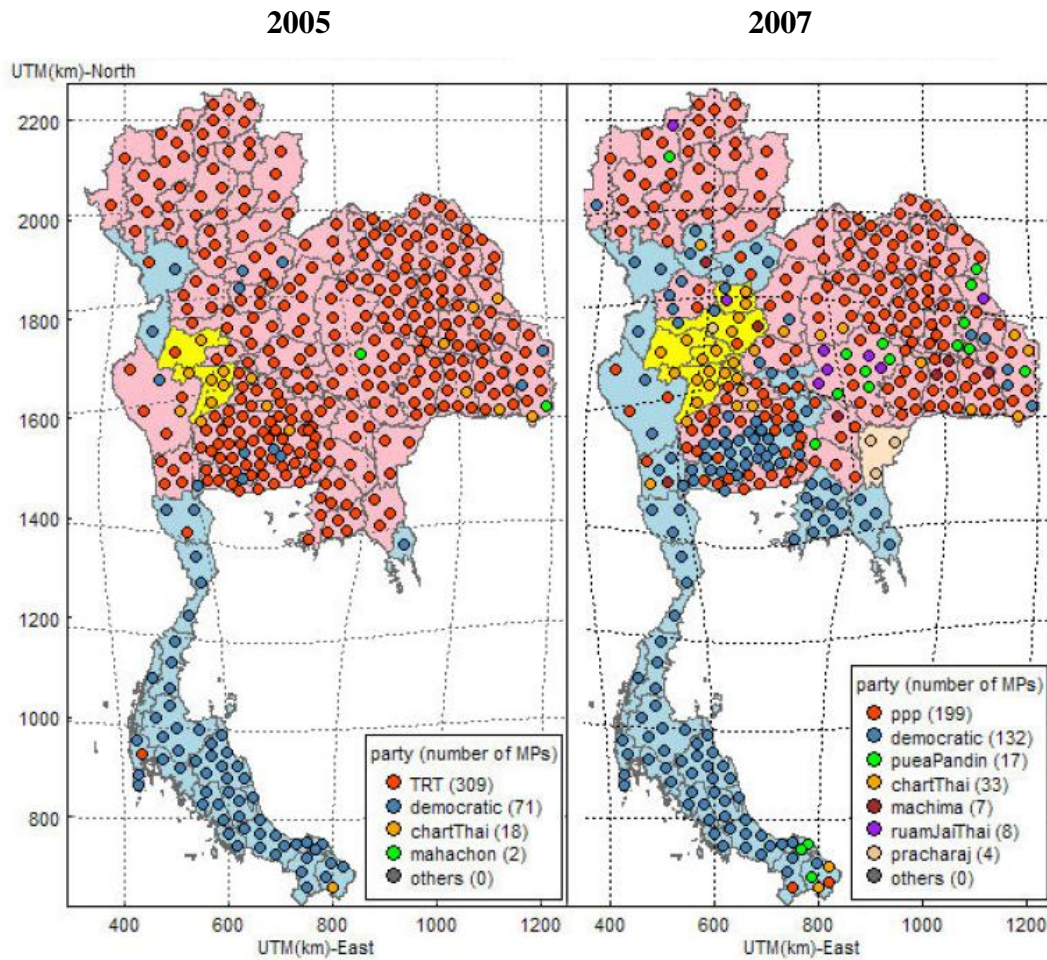 2005
2007
UTM(km)-North
2200
2000
1800
1600
1400
1200
1000
800
party (number of MPs)
TRT (309)
democratic (71)
chartThai (18)
mahachon (2)
others (0)
400 600 800 1000 1200
UTM(km)-East
party (number of MPs)
ppp (199)
democratic (132)
pueaPandin (17)
chartThai (33)
machima (7)
ruamJaiThai (8)
pracharaj (4)
others (0)
400 600 800 1000 1200
UTM(km)-East